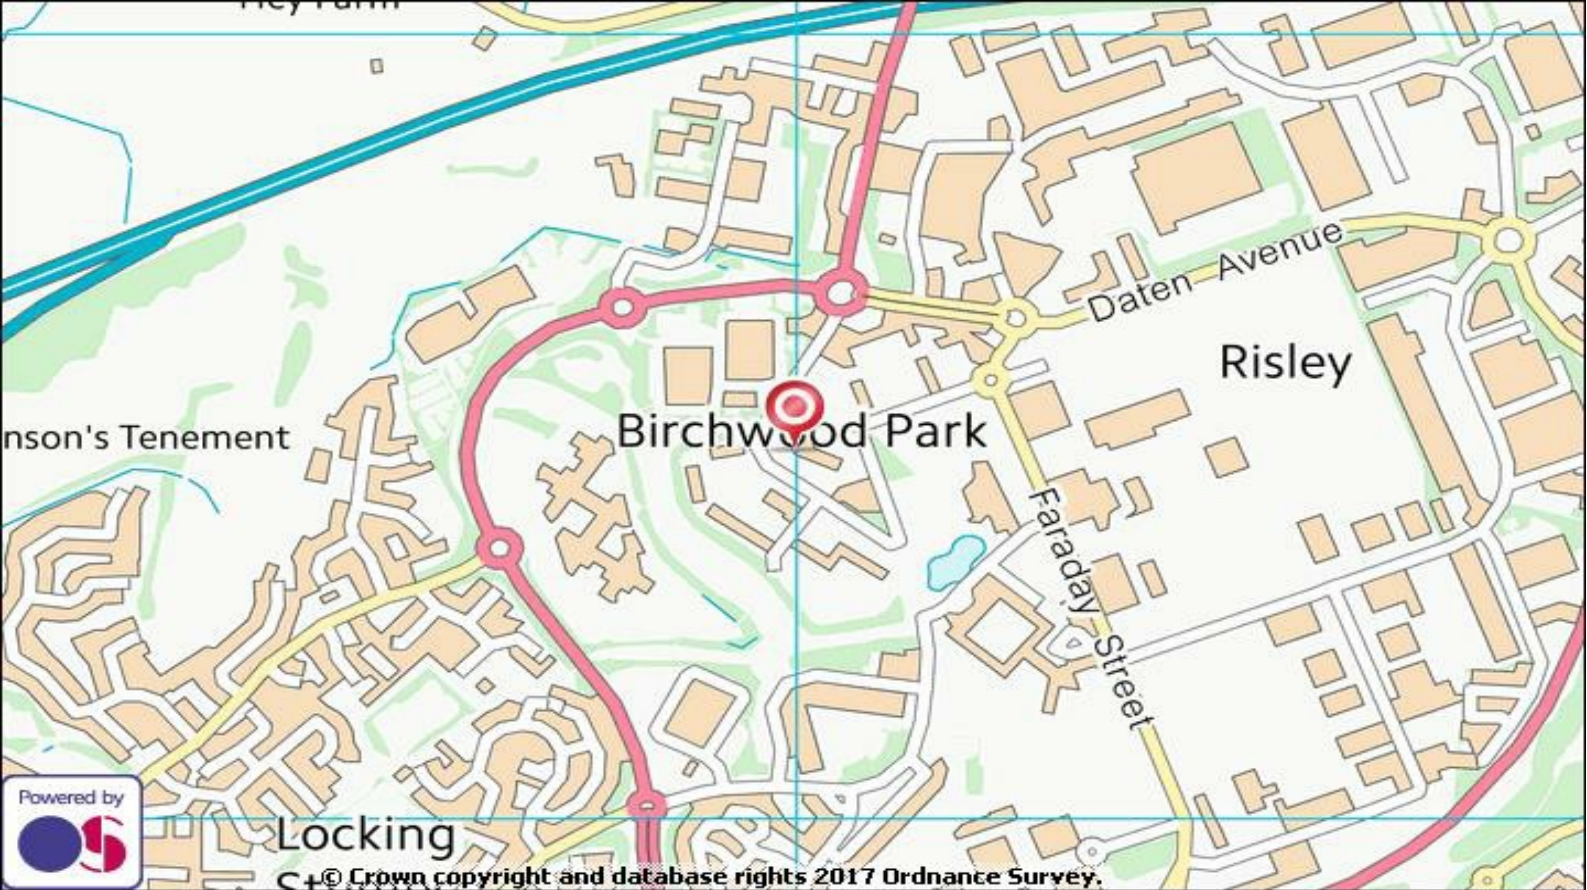 Daten Avenue
Risley
Birchwood Park
nson's Tenement
Faraday Street
Powered by
OS
Locking
© Crown copyright and database rights 2017 Ordnance Survey.